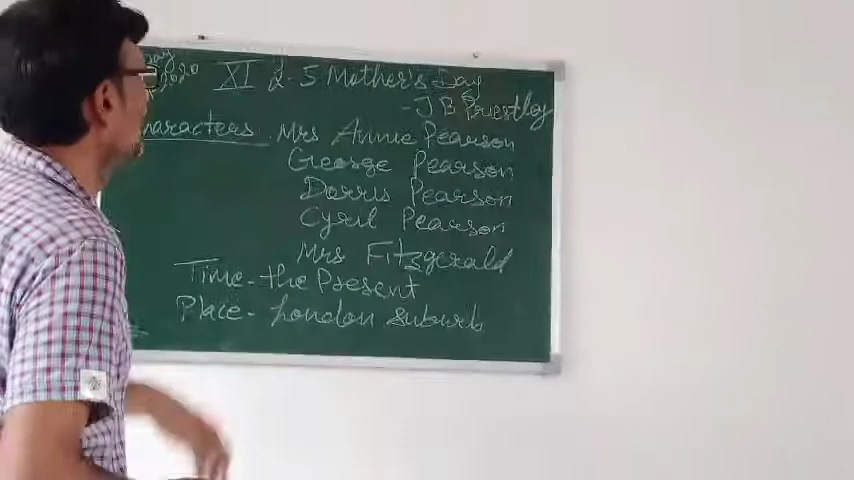 XI 2.5 Mother's Day
- J B Priestley
Mrs Annie Pearson
George Pearson
Dorris Pearson
Cyril Pearson
Mrs Fitzgerald
Time - the Present
Place - London suburb